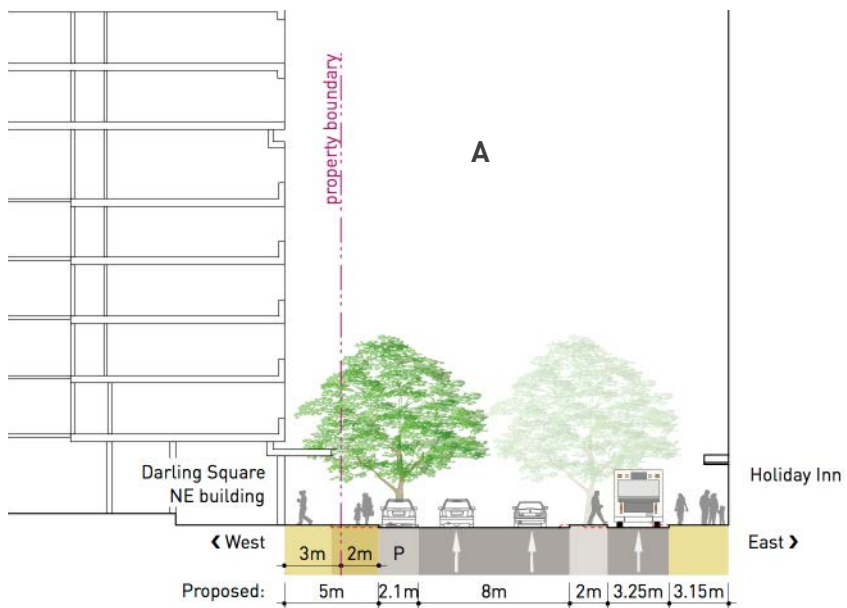 property boundary
A
Darling Square
NE building
Holiday Inn
‹ West
3m
2m
P
East ›
Proposed:
5m
2.1m
8m
2m
3.25m
3.15m